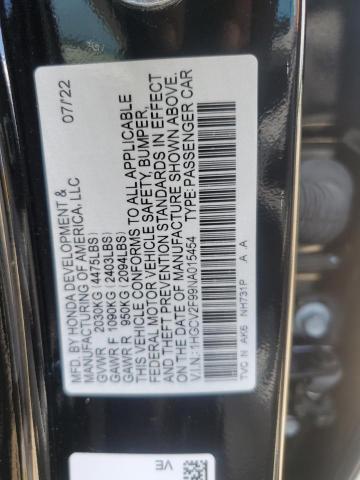 MFD. BY HONDA DEVELOPMENT & 07/22
MANUFACTURING OF AMERICA, LLC
GVWR 2030KG (4475LBS)
GAWR F 1090KG (2403LBS)
GAWR R 950KG (2094LBS)
THIS VEHICLE CONFORMS TO ALL APPLICABLE
FEDERAL MOTOR VEHICLE SAFETY, BUMPER,
AND THEFT PREVENTION STANDARDS IN EFFECT
ON THE DATE OF MANUFACTURE SHOWN ABOVE.
V.I.N: 1HGCV2F99NA015454 TYPE: PASSENGER CAR
TVG N AK6 NH731P A A
VE